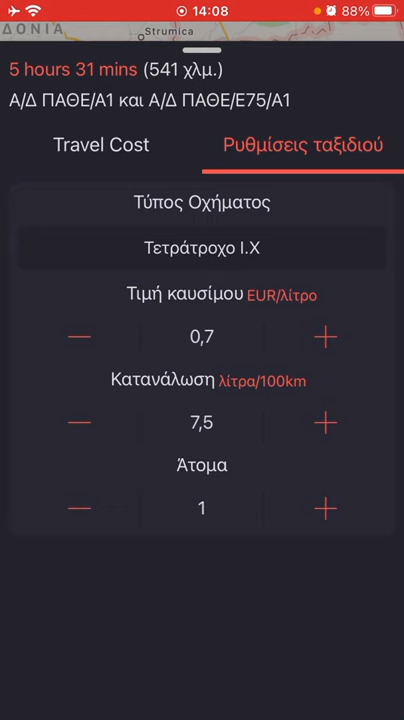 14:08
88%
ΔΟΝΙΑ
Strumica
5 hours 31 mins (541 χλμ.)
Α/Δ ΠΑΘΕ/Α1 και Α/Δ ΠΑΘΕ/Ε75/Α1
Travel Cost
Ρυθμίσεις ταξιδιού
Τύπος Οχήματος
Τετράτροχο Ι.Χ
Τιμή καυσίμου EUR/λίτρο
— 0,7 +
Κατανάλωση λίτρα/100km
— 7,5 +
Άτομα
— 1 +